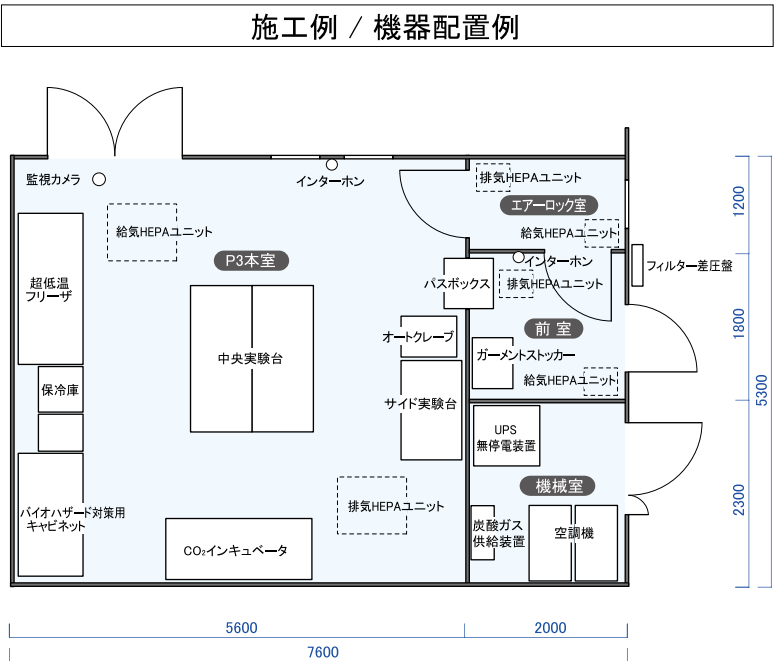 施工例 / 機器配置例
監視カメラ
インターホン
排気HEPAユニット
エアーロック室
給気HEPAユニット
1200
給気HEPAユニット
P3本室
インターホン
フィルター差圧盤
超低温
フリーザ
パスボックス
排気HEPAユニット
前 室
1800
オートクレーブ
中央実験台
ガーメントストッカー
給気HEPAユニット
保冷庫
サイド実験台
5300
UPS
無停電装置
機械室
2300
バイオハザード対策用
キャビネット
排気HEPAユニット
炭酸ガス
供給装置
空調機
CO₂インキュベータ
5600
2000
7600